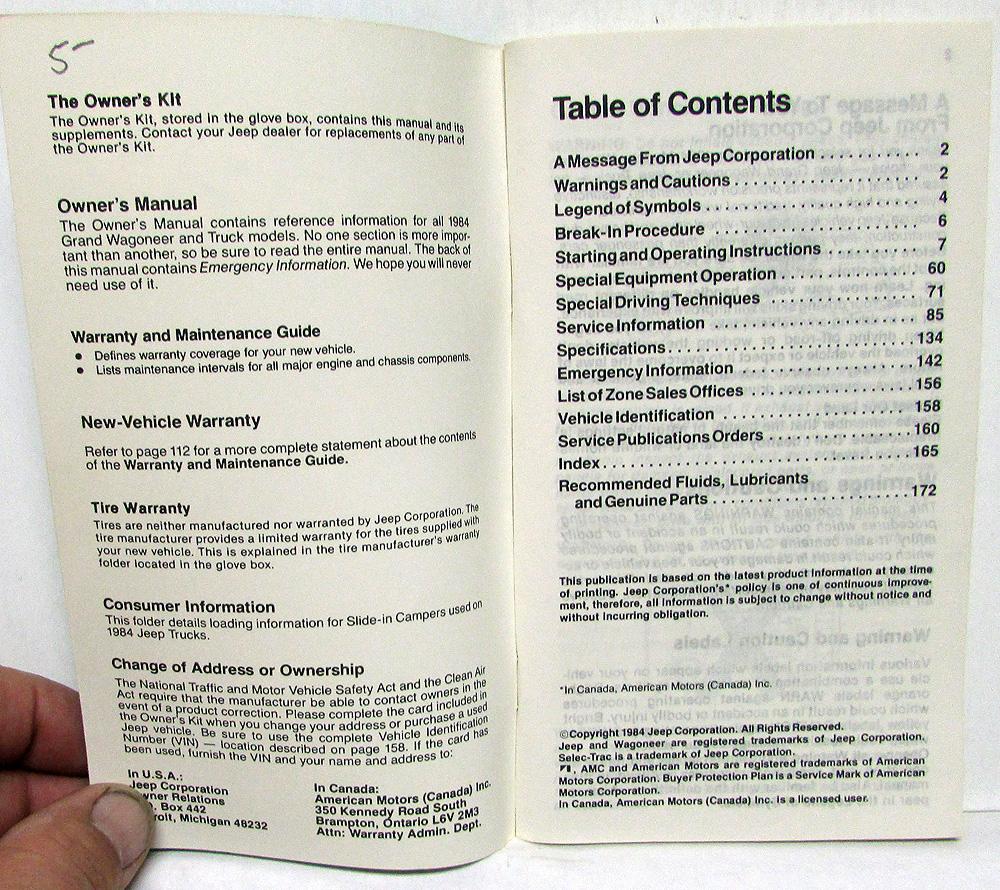 5-
The Owner's Kit
The Owner's Kit, stored in the glove box, contains this manual and its
supplements. Contact your Jeep dealer for replacements of any part of
the Owner's Kit.
Owner's Manual
The Owner's Manual contains reference information for all 1984
Grand Wagoneer and Truck models. No one section is more impor-
tant than another, so be sure to read the entire manual. The back of
this manual contains Emergency Information. We hope you will never
need use of it.
Warranty and Maintenance Guide
● Defines warranty coverage for your new vehicle.
● Lists maintenance intervals for all major engine and chassis components.
New-Vehicle Warranty
Refer to page 112 for a more complete statement about the contents
of the Warranty and Maintenance Guide.
Tire Warranty
Tires are neither manufactured nor warranted by Jeep Corporation. The
tire manufacturer provides a limited warranty for the tires supplied with
your new vehicle. This is explained in the tire manufacturer's warranty
folder located in the glove box.
Consumer Information
This folder details loading information for Slide-in Campers used on
1984 Jeep Trucks.
Change of Address or Ownership
The National Traffic and Motor Vehicle Safety Act and the Clean Air
Act require that the manufacturer be able to contact owners in the
event of a product correction. Please complete the card included in
the Owner's Kit when you change your address or purchase a used
Jeep vehicle. Be sure to use the complete Vehicle Identification
Number (VIN) — location described on page 158. If the card has
been used, furnish the VIN and your name and address to:
In U.S.A.:
Jeep Corporation
wner Relations
. Box 442
roit, Michigan 48232
In Canada:
American Motors (Canada) Inc.
350 Kennedy Road South
Brampton, Ontario L6V 2M3
Attn: Warranty Admin. Dept.
Table of Contents
A Message From Jeep Corporation . . . . . . . . . . 2
Warnings and Cautions . . . . . . . . . . . . . . . . . . 2
Legend of Symbols . . . . . . . . . . . . . . . . . . . . . 4
Break-In Procedure . . . . . . . . . . . . . . . . . . . . . 6
Starting and Operating Instructions . . . . . . . . . 7
Special Equipment Operation . . . . . . . . . . . . . 60
Special Driving Techniques . . . . . . . . . . . . . . 71
Service Information . . . . . . . . . . . . . . . . . . . . 85
Specifications . . . . . . . . . . . . . . . . . . . . . . . . 134
Emergency Information . . . . . . . . . . . . . . . . . 142
List of Zone Sales Offices . . . . . . . . . . . . . . . 156
Vehicle Identification . . . . . . . . . . . . . . . . . . 158
Service Publications Orders . . . . . . . . . . . . . 160
Index . . . . . . . . . . . . . . . . . . . . . . . . . . . . . . 165
Recommended Fluids, Lubricants
and Genuine Parts . . . . . . . . . . . . . . . . . . . . 172
This publication is based on the latest product information at the time
of printing. Jeep Corporation's* policy is one of continuous improve-
ment, therefore, all information is subject to change without notice and
without incurring obligation.
*In Canada, American Motors (Canada) Inc.
©Copyright 1984 Jeep Corporation. All Rights Reserved.
Jeep and Wagoneer are registered trademarks of Jeep Corporation.
Selec-Trac is a trademark of Jeep Corporation.
, AMC and American Motors are registered trademarks of American
Motors Corporation. Buyer Protection Plan is a Service Mark of American
Motors Corporation.
In Canada, American Motors (Canada) Inc. is a licensed user.